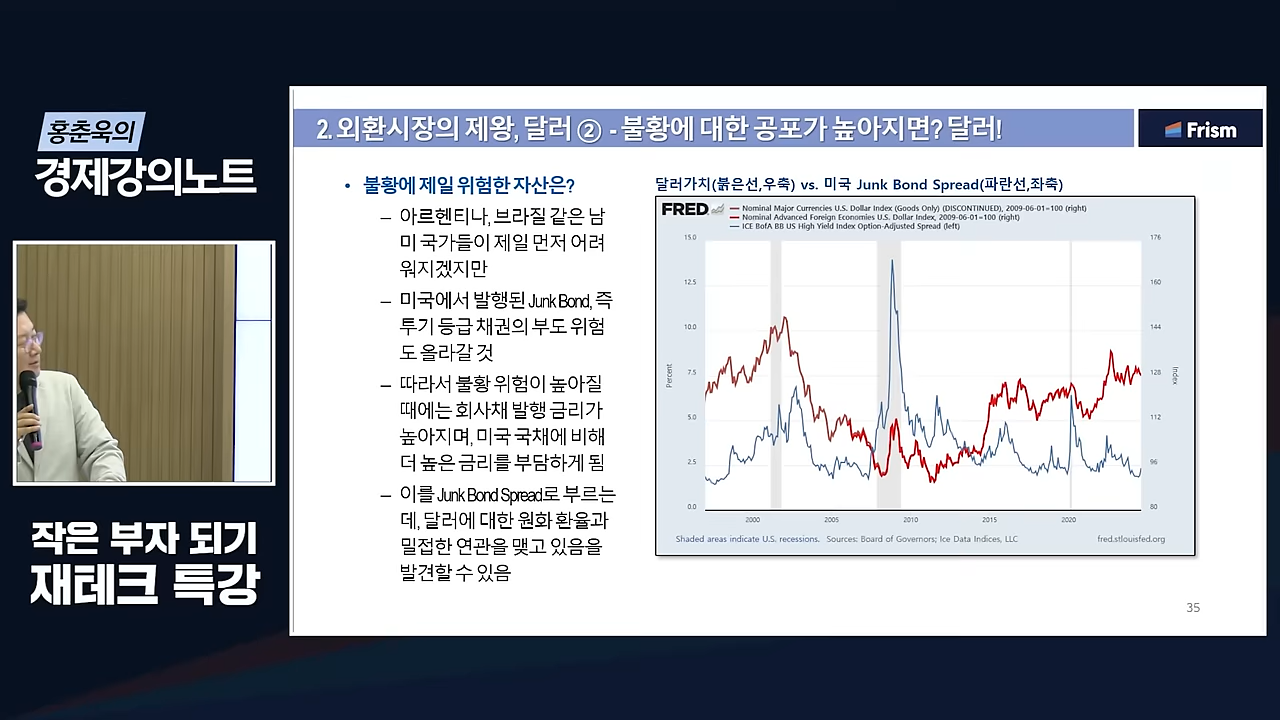 홍춘욱의
경제강의노트
작은 부자 되기
재테크 특강
2. 외환시장의 제왕, 달러 ② - 불황에 대한 공포가 높아지면? 달러!
Frism
• 불황에 제일 위험한 자산은?
– 아르헨티나, 브라질 같은 남
미 국가들이 제일 먼저 어려
워지겠지만
– 미국에서 발행된 Junk Bond, 즉
투기 등급 채권의 부도 위험
도 올라갈 것
– 따라서 불황 위험이 높아질
때에는 회사채 발행 금리가
높아지며, 미국 국채에 비해
더 높은 금리를 부담하게 됨
– 이를 Junk Bond Spread로 부르는
데, 달러에 대한 원화 환율과
밀접한 연관을 맺고 있음을
발견할 수 있음
달러가치(붉은선,우축) vs. 미국 Junk Bond Spread(파란선,좌축)
FRED
Nominal Major Currencies U.S. Dollar Index (Goods Only) (DISCONTINUED), 2009-06-01=100 (right)
Nominal Advanced Foreign Economies U.S. Dollar Index, 2009-06-01=100 (right)
ICE BofA BB US High Yield Index Option-Adjusted Spread (left)
15.0
12.5
10.0
7.5
5.0
2.5
0.0
Percent
176
160
144
128
112
96
80
Index
2000 2005 2010 2015 2020
Shaded areas indicate U.S. recessions. Sources: Board of Governors; Ice Data Indices, LLC
fred.stlouisfed.org
35